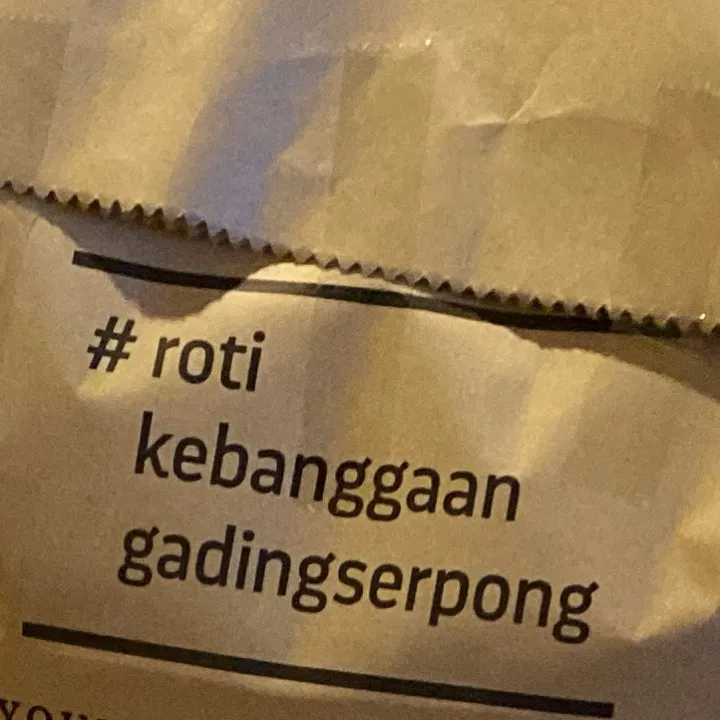 # roti
kebanggaan
gadingserpong